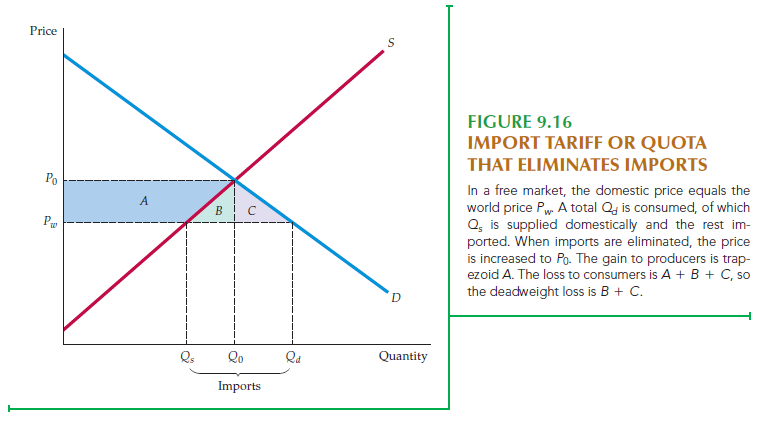 Price
S
P0
A
B
C
Pw
D
Qs
Q0
Qd
Quantity
Imports
FIGURE 9.16
IMPORT TARIFF OR QUOTA
THAT ELIMINATES IMPORTS
In a free market, the domestic price equals the
world price Pw. A total Qd is consumed, of which
Qs is supplied domestically and the rest im-
ported. When imports are eliminated, the price
is increased to P0. The gain to producers is trap-
ezoid A. The loss to consumers is A + B + C, so
the deadweight loss is B + C.